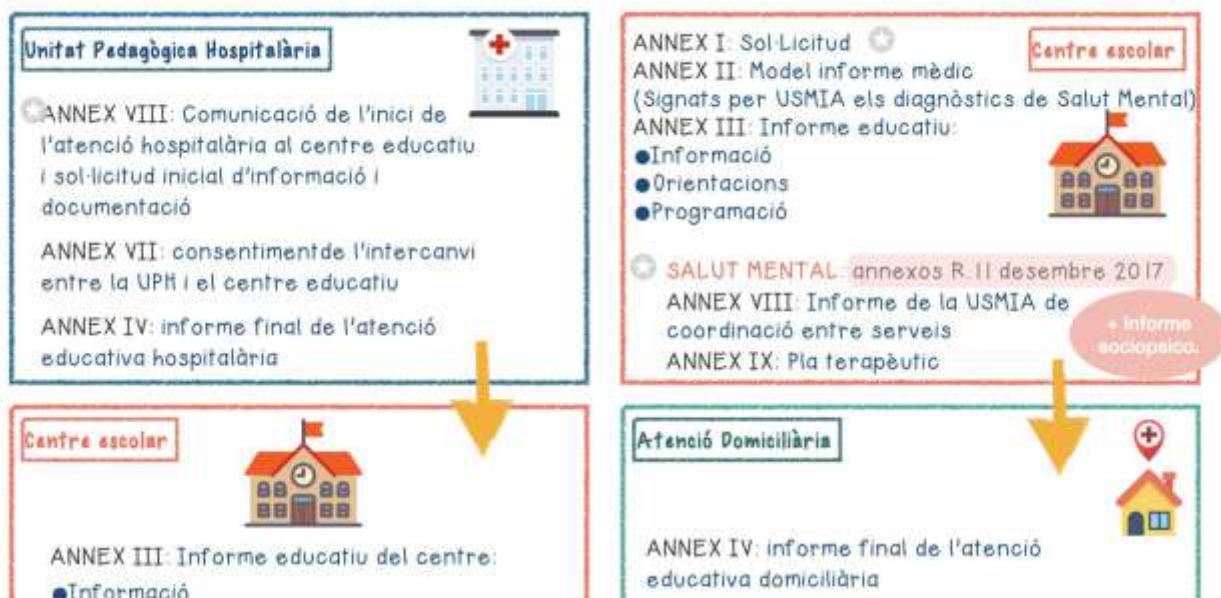 Unitat Pedagògica Hospitalària
ANNEX VIII: Comunicació de l'inici de
l'atenció hospitalària al centre educatiu
i sol·licitud inicial d'informació i
documentació
ANNEX VII: consentimentde l'intercanvi
entre la UPH i el centre educatiu
ANNEX IV: informe final de l'atenció
educativa hospitalària
Centre escolar
ANNEX I: Sol·Licitud
ANNEX II: Model informe mèdic
(Signats per USMIA els diagnòstics de Salut Mental)
ANNEX III: Informe educatiu:
●Informació
●Orientacions
●Programació
SALUT MENTAL: annexos R.11 desembre 2017
ANNEX VIII: Informe de la USMIA de
coordinació entre serveis
ANNEX IX: Pla terapèutic
+ Informe
sociopsico.
Centre escolar
ANNEX III: Informe educatiu del centre:
●Informació
Atenció Domiciliària
ANNEX IV: informe final de l'atenció
educativa domiciliària